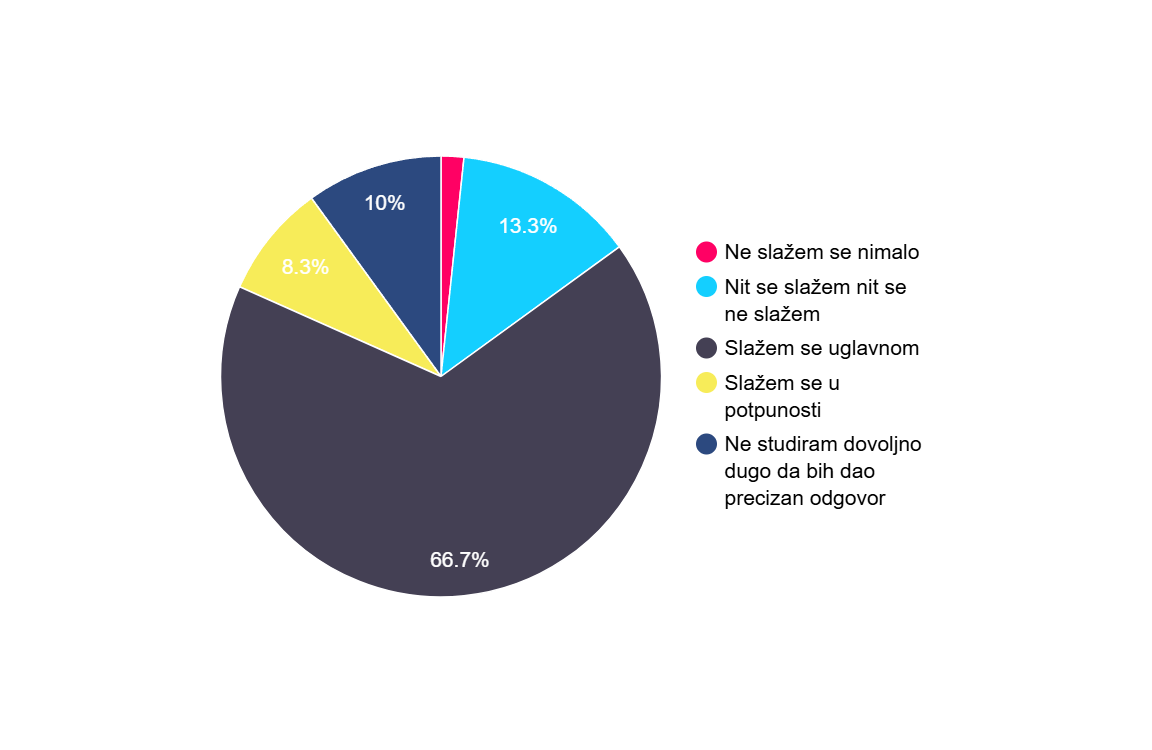 10%
13.3%
8.3%
66.7%
Ne slažem se nimalo
Nit se slažem nit se
ne slažem
Slažem se uglavnom
Slažem se u
potpunosti
Ne studiram dovoljno
dugo da bih dao
precizan odgovor